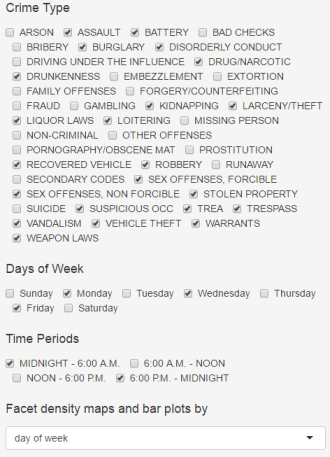 Crime Type
ARSON ASSAULT BATTERY BAD CHECKS
BRIBERY BURGLARY DISORDERLY CONDUCT
DRIVING UNDER THE INFLUENCE DRUG/NARCOTIC
DRUNKENNESS EMBEZZLEMENT EXTORTION
FAMILY OFFENSES FORGERY/COUNTERFEITING
FRAUD GAMBLING KIDNAPPING LARCENY/THEFT
LIQUOR LAWS LOITERING MISSING PERSON
NON-CRIMINAL OTHER OFFENSES
PORNOGRAPHY/OBSCENE MAT PROSTITUTION
RECOVERED VEHICLE ROBBERY RUNAWAY
SECONDARY CODES SEX OFFENSES, FORCIBLE
SEX OFFENSES, NON FORCIBLE STOLEN PROPERTY
SUICIDE SUSPICIOUS OCC TREA TRESPASS
VANDALISM VEHICLE THEFT WARRANTS
WEAPON LAWS
Days of Week
Sunday Monday Tuesday Wednesday Thursday
Friday Saturday
Time Periods
MIDNIGHT - 6:00 A.M. 6:00 A.M. - NOON
NOON - 6:00 P.M. 6:00 P.M. - MIDNIGHT
Facet density maps and bar plots by
day of week